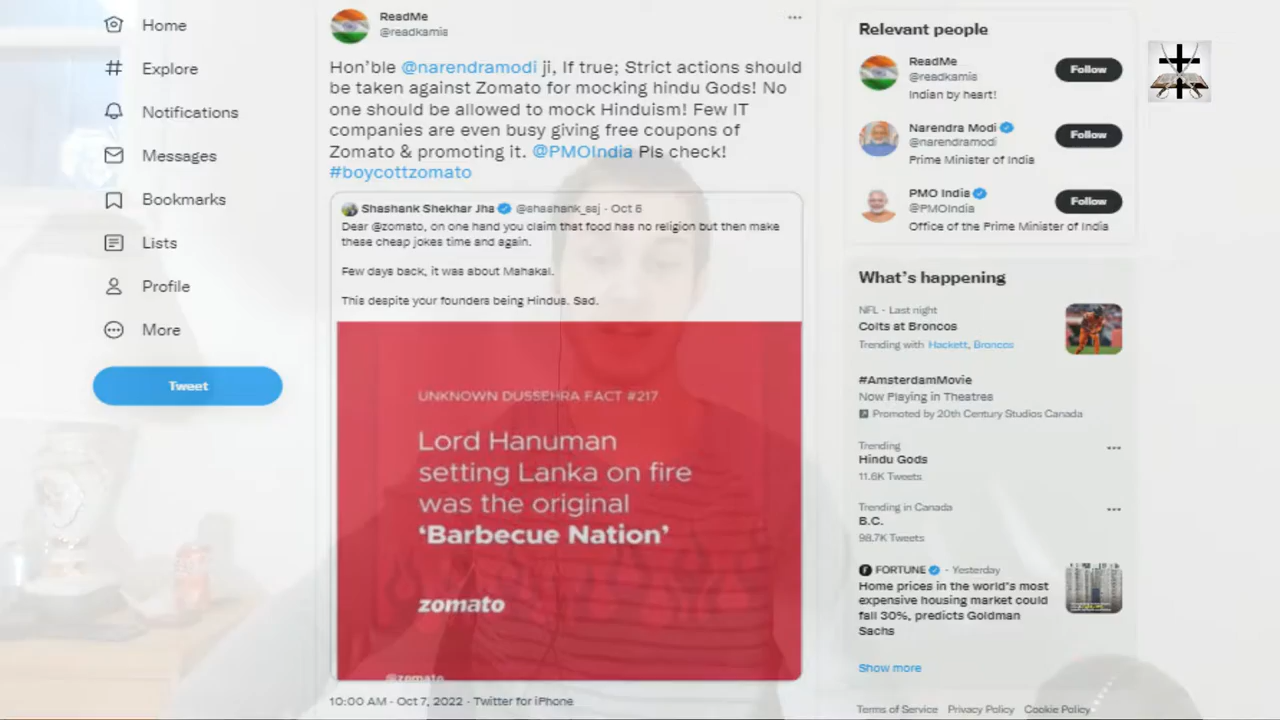 Home
Explore
Notifications
Messages
Bookmarks
Lists
Profile
More
Tweet
ReadMe
@readkamia
Hon'ble @narendramodi ji, If true; Strict actions should
be taken against Zomato for mocking hindu Gods! No
one should be allowed to mock Hinduism! Few IT
companies are even busy giving free coupons of
Zomato & promoting it. @PMOIndia Pls check!
#boycottzomato
Shashank Shekhar Jha @shashank_ssj · Oct 6
Dear @zomato, on one hand you claim that food has no religion but then make
these cheap jokes time and again.
Few days back, it was about Mahakal.
This despite your founders being Hindus. Sad.
UNKNOWN DUSSEHRA FACT #217
Lord Hanuman
setting Lanka on fire
was the original
'Barbecue Nation'
zomato
@zomato
10:00 AM · Oct 7, 2022 · Twitter for iPhone
Relevant people
ReadMe
@readkamia
Follow
Indian by heart!
Narendra Modi
@narendramodi
Follow
Prime Minister of India
PMO India
@PMOIndia
Follow
Office of the Prime Minister of India
What's happening
NFL · Last night
Colts at Broncos
Trending with Hackett, Broncos
#AmsterdamMovie
Now Playing in Theatres
Promoted by 20th Century Studios Canada
Trending
Hindu Gods
11.6K Tweets
Trending in Canada
B.C.
98.7K Tweets
FORTUNE · Yesterday
Home prices in the world's most
expensive housing market could
fall 30%, predicts Goldman
Sachs
Show more
Terms of Service Privacy Policy Cookie Policy